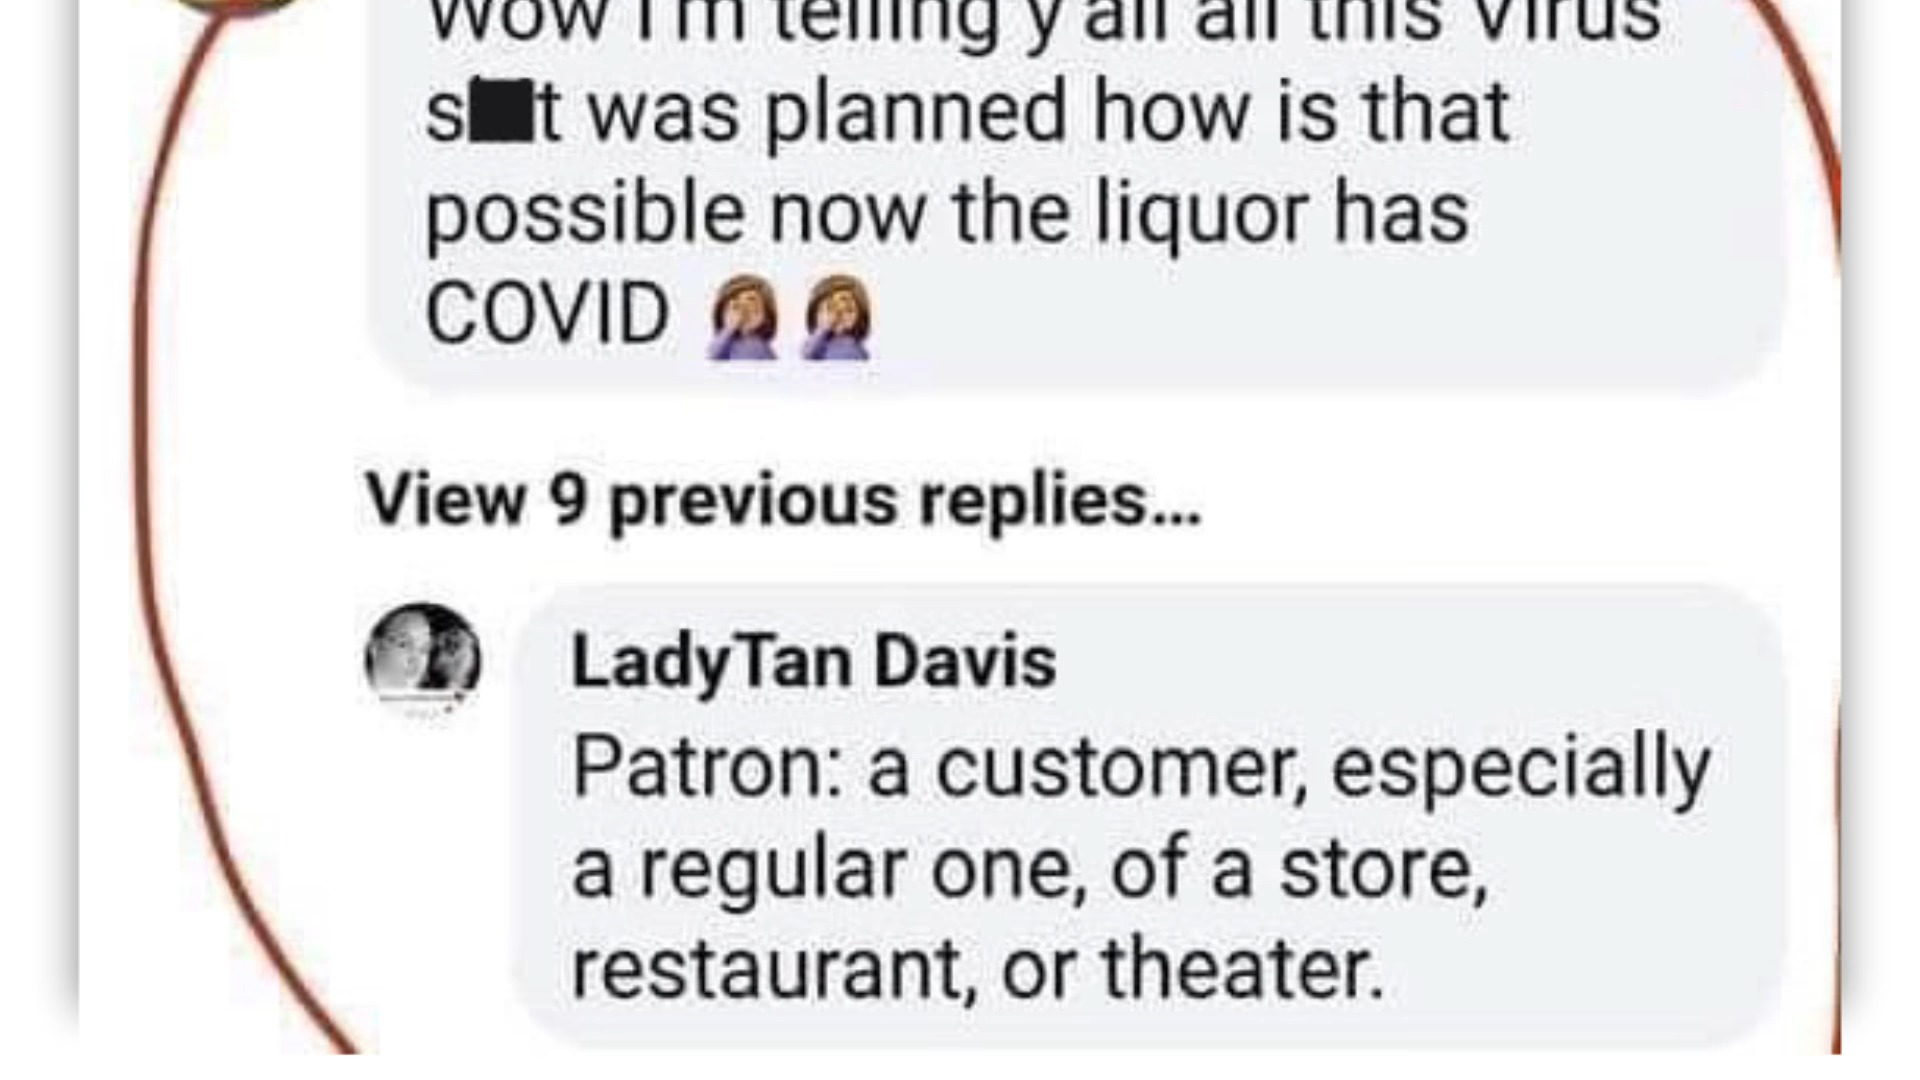 Wow I'm telling y'all all this Virus
s■t was planned how is that
possible now the liquor has
COVID 🤦🏽‍♀️🤦🏽‍♀️
View 9 previous replies...
LadyTan Davis
Patron: a customer, especially
a regular one, of a store,
restaurant, or theater.